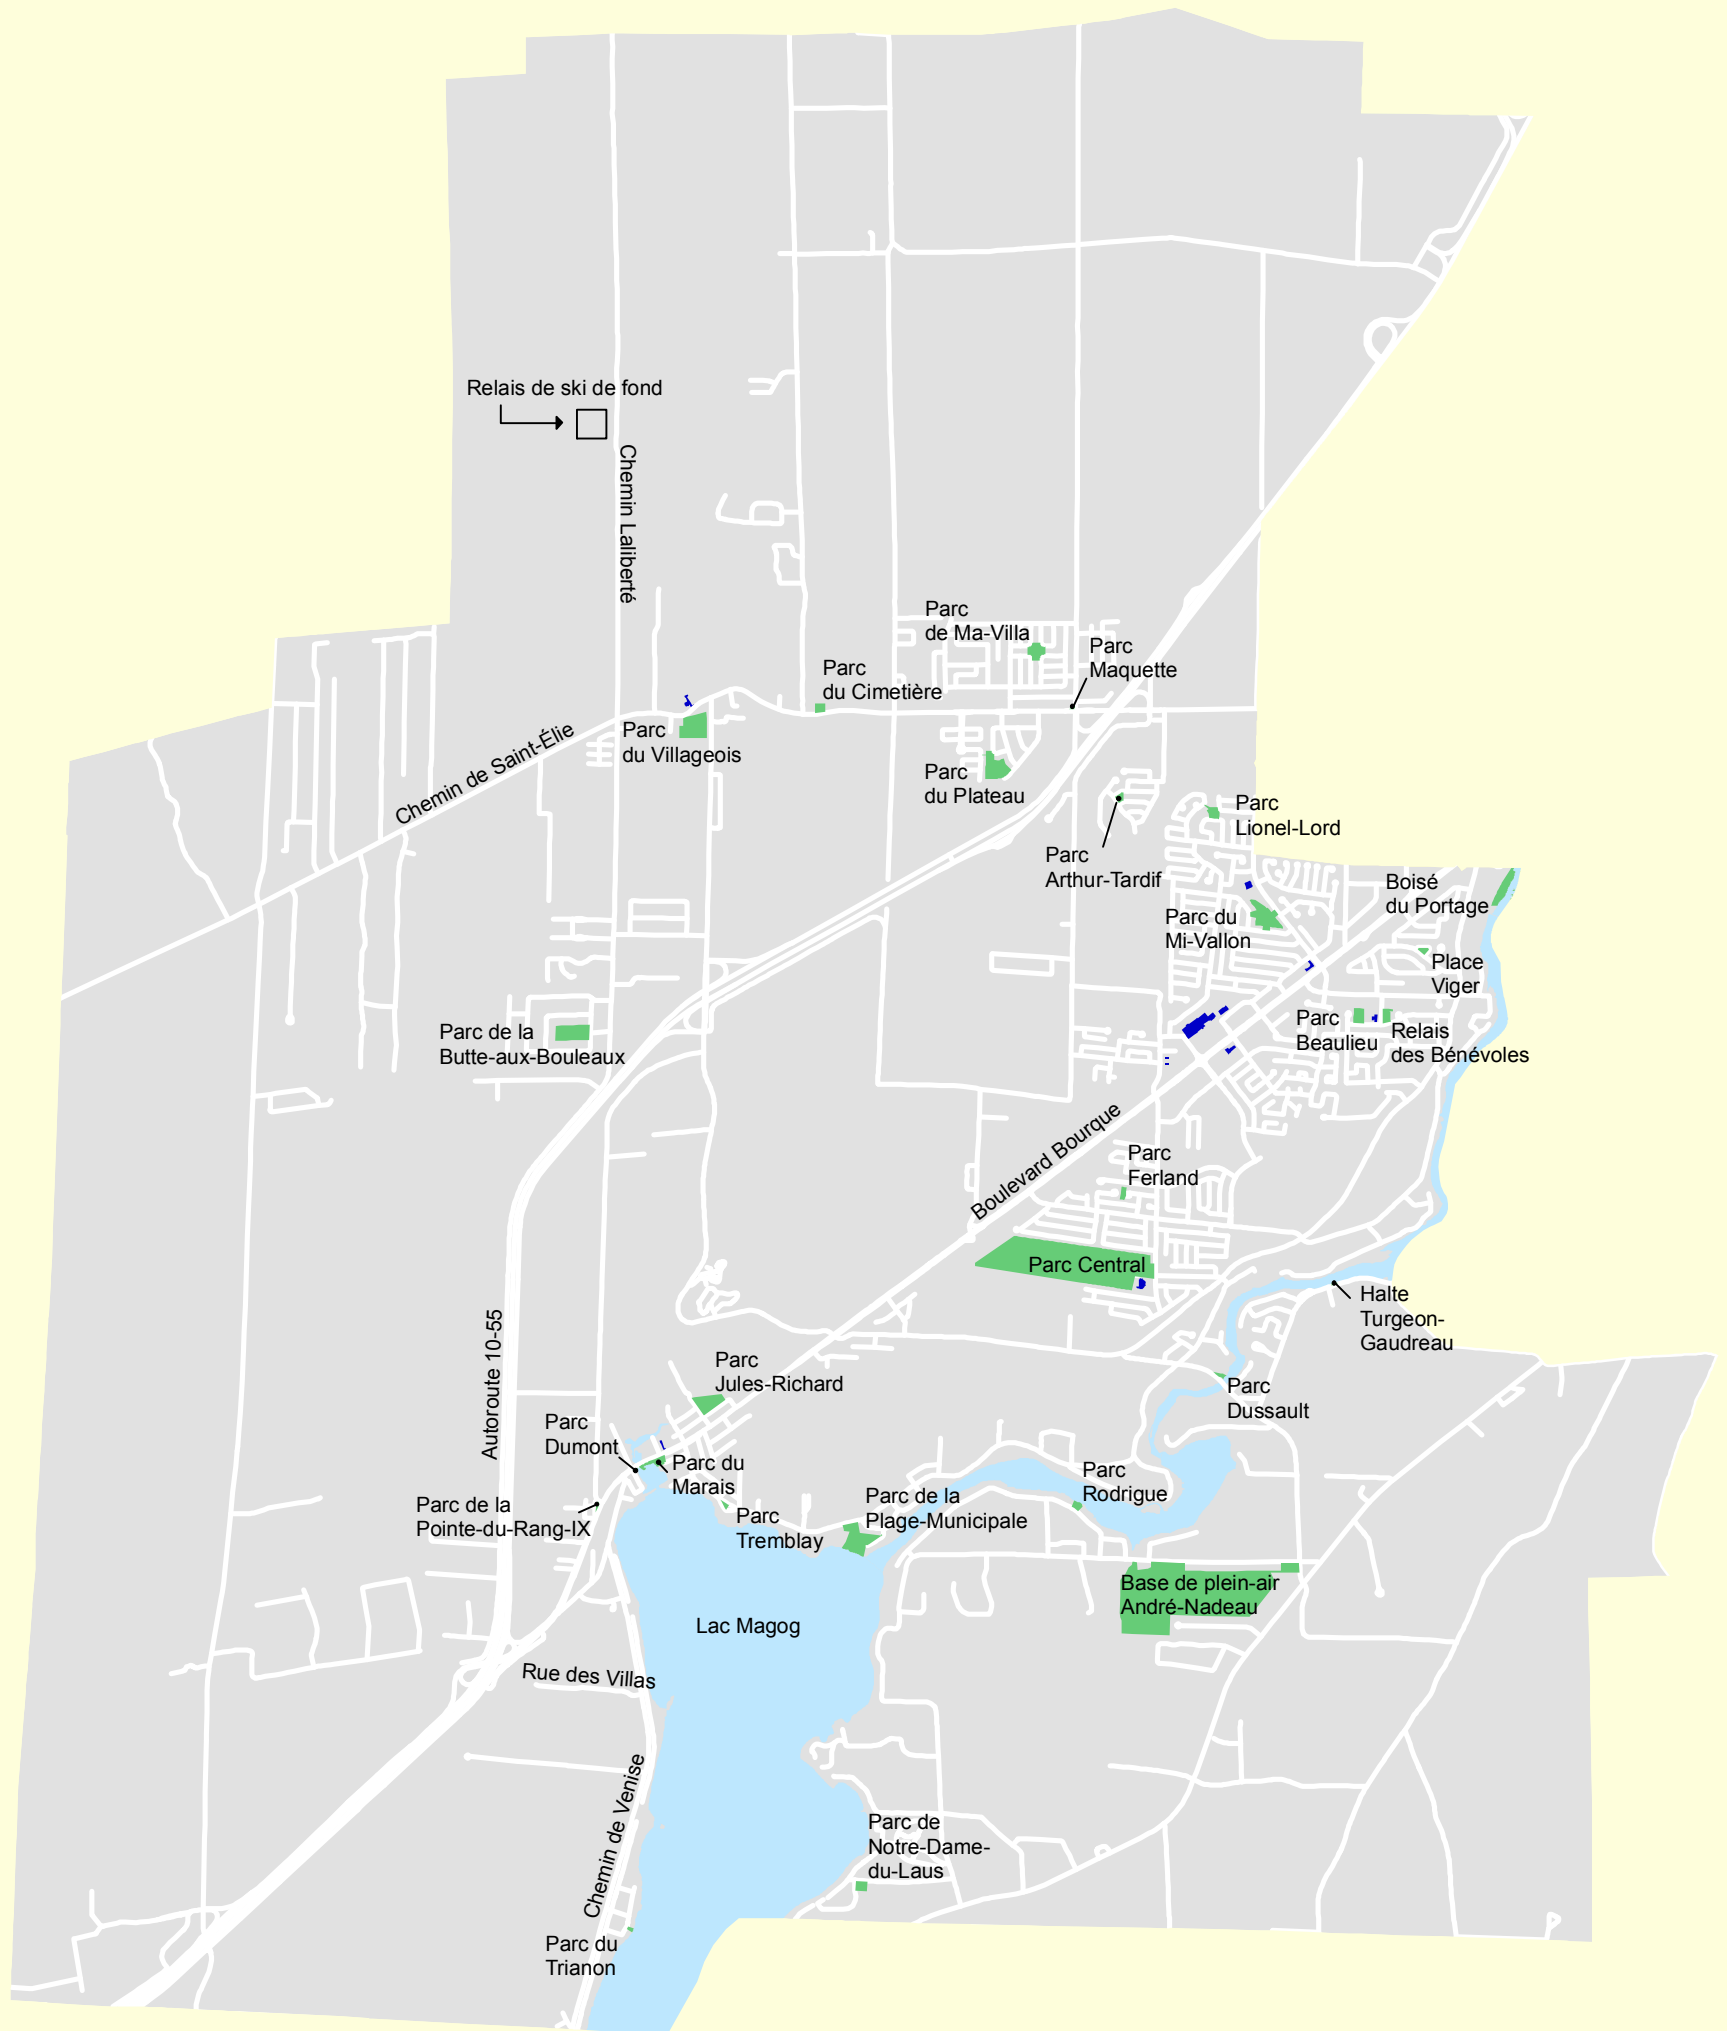 Relais de ski de fond
Chemin Laliberté
Parc
de Ma-Villa
Parc
Maquette
Parc
du Cimetière
Parc
du Villageois
Chemin de Saint-Élie
Parc
du Plateau
Parc
Lionel-Lord
Parc
Arthur-Tardif
Boisé
du Portage
Parc du
Mi-Vallon
Place
Viger
Parc
Beaulieu
Relais
des Bénévoles
Parc de la
Butte-aux-Bouleaux
Boulevard Bourque
Parc
Ferland
Parc Central
Halte
Turgeon-
Gaudreau
Autoroute 10-55
Parc
Jules-Richard
Parc
Dussault
Parc
Dumont
Parc du
Marais
Parc de la
Pointe-du-Rang-IX
Parc
Tremblay
Parc de la
Plage-Municipale
Parc
Rodrigue
Base de plein-air
André-Nadeau
Lac Magog
Rue des Villas
Chemin de Venise
Parc de
Notre-Dame-
du-Laus
Parc du
Trianon